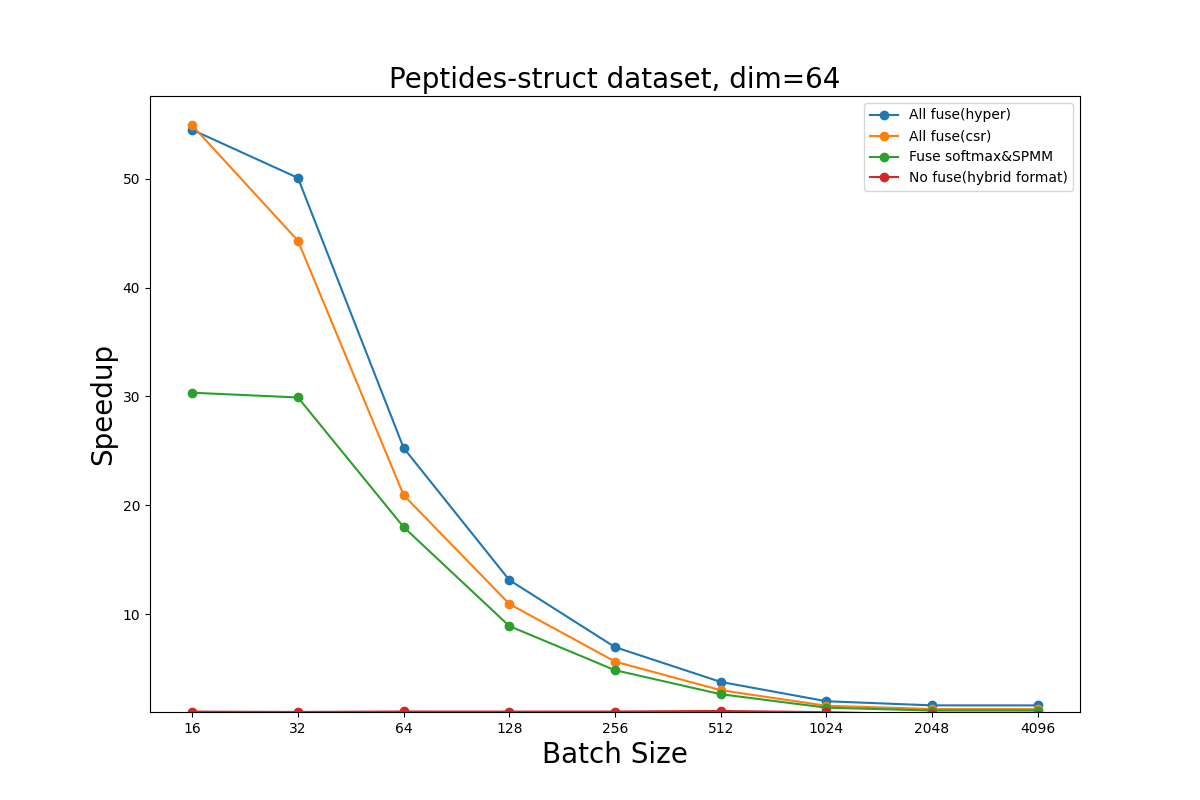 Peptides-struct dataset, dim=64
All fuse(hyper)
All fuse(csr)
Fuse softmax&SPMM
No fuse(hybrid format)
Speedup
50
40
30
20
10
16 32 64 128 256 512 1024 2048 4096
Batch Size